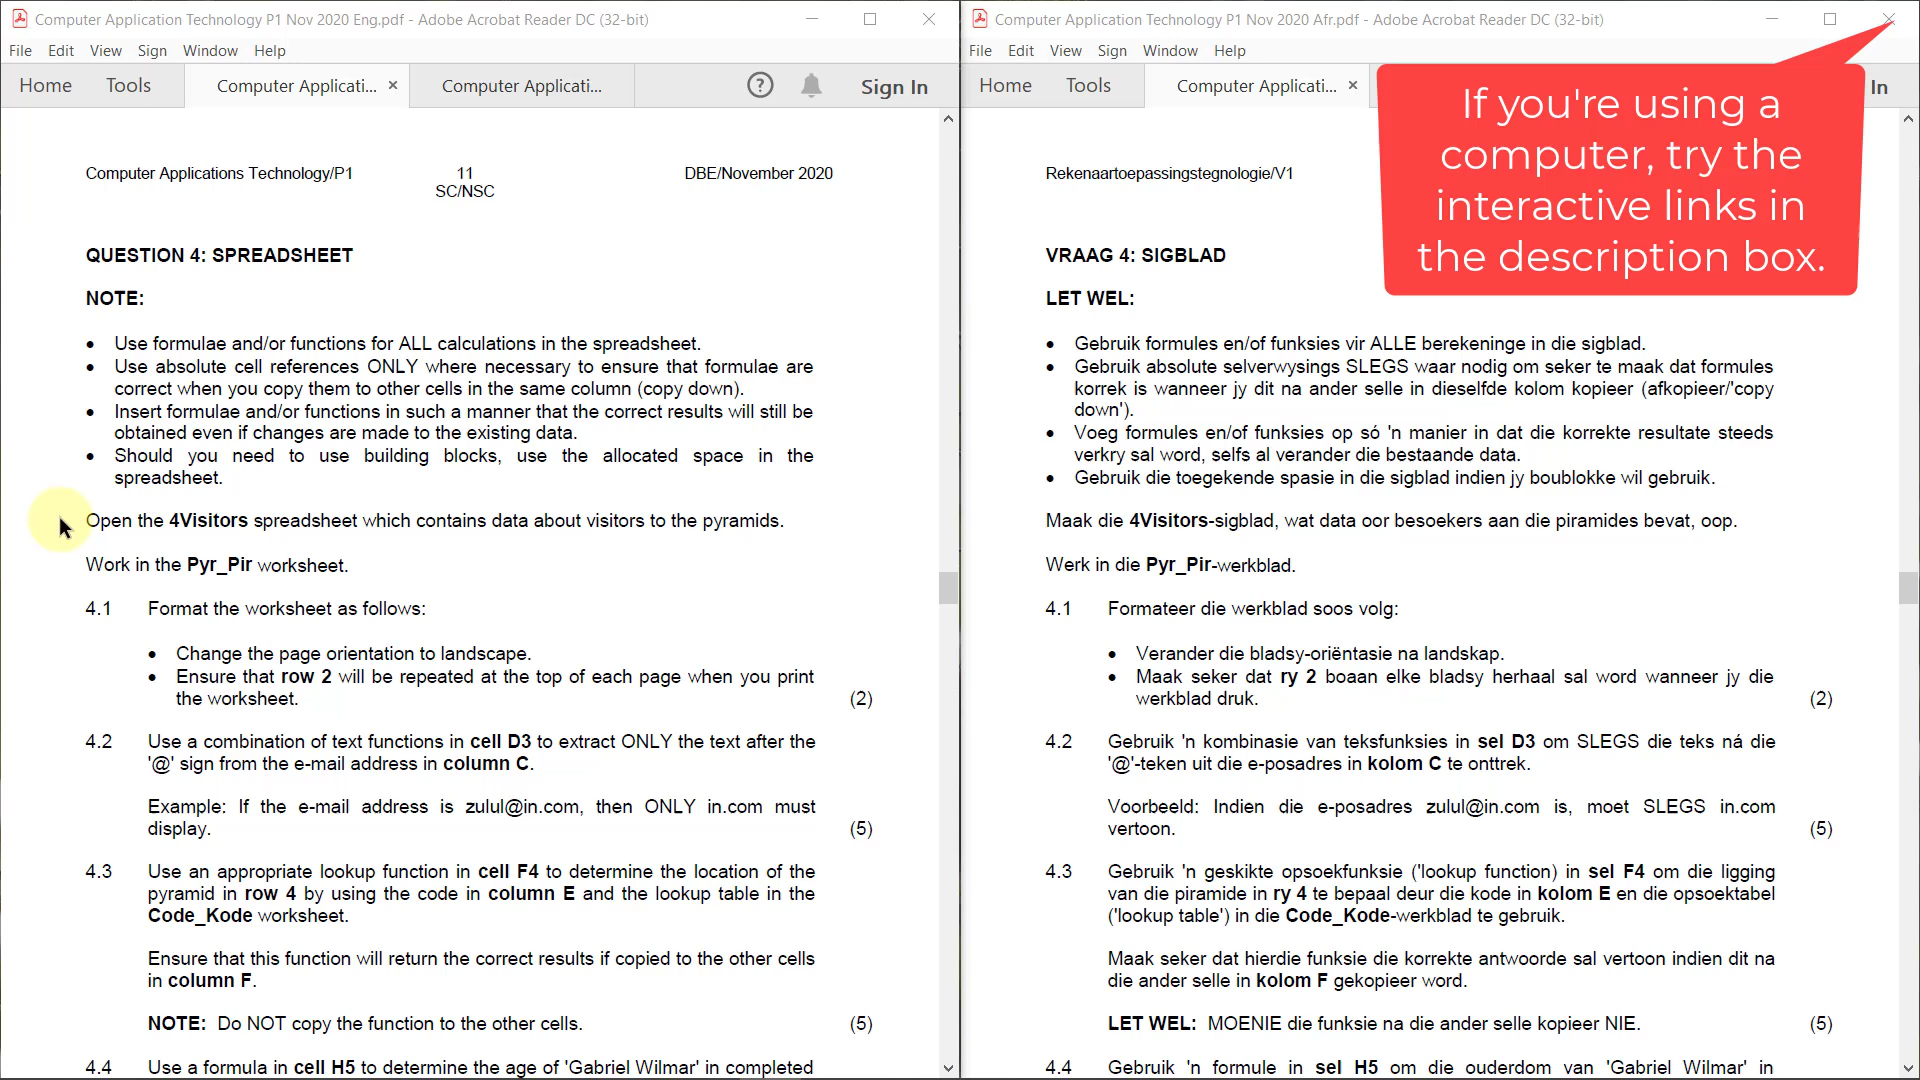 Computer Application Technology P1 Nov 2020 Eng.pdf - Adobe Acrobat Reader DC (32-bit)
File Edit View Sign Window Help
Home Tools Computer Applicati... × Computer Applicati... ? Sign In
Computer Applications Technology/P1 11 DBE/November 2020
SC/NSC
QUESTION 4: SPREADSHEET
NOTE:
• Use formulae and/or functions for ALL calculations in the spreadsheet.
• Use absolute cell references ONLY where necessary to ensure that formulae are
correct when you copy them to other cells in the same column (copy down).
• Insert formulae and/or functions in such a manner that the correct results will still be
obtained even if changes are made to the existing data.
• Should you need to use building blocks, use the allocated space in the
spreadsheet.
Open the 4Visitors spreadsheet which contains data about visitors to the pyramids.
Work in the Pyr_Pir worksheet.
4.1 Format the worksheet as follows:
• Change the page orientation to landscape.
• Ensure that row 2 will be repeated at the top of each page when you print
the worksheet. (2)
4.2 Use a combination of text functions in cell D3 to extract ONLY the text after the
'@' sign from the e-mail address in column C.
Example: If the e-mail address is zulul@in.com, then ONLY in.com must
display. (5)
4.3 Use an appropriate lookup function in cell F4 to determine the location of the
pyramid in row 4 by using the code in column E and the lookup table in the
Code_Kode worksheet.
Ensure that this function will return the correct results if copied to the other cells
in column F.
NOTE: Do NOT copy the function to the other cells. (5)
4.4 Use a formula in cell H5 to determine the age of 'Gabriel Wilmar' in completed
Computer Application Technology P1 Nov 2020 Afr.pdf - Adobe Acrobat Reader DC (32-bit)
File Edit View Sign Window Help
Home Tools Computer Applicati... × In
If you're using a
computer, try the
interactive links in
the description box.
Rekenaartoepassingstegnologie/V1
VRAAG 4: SIGBLAD
LET WEL:
• Gebruik formules en/of funksies vir ALLE berekeninge in die sigblad.
• Gebruik absolute selverwysings SLEGS waar nodig om seker te maak dat formules
korrek is wanneer jy dit na ander selle in dieselfde kolom kopieer (afkopieer/'copy
down').
• Voeg formules en/of funksies op só 'n manier in dat die korrekte resultate steeds
verkry sal word, selfs al verander die bestaande data.
• Gebruik die toegekende spasie in die sigblad indien jy boublokke wil gebruik.
Maak die 4Visitors-sigblad, wat data oor besoekers aan die piramides bevat, oop.
Werk in die Pyr_Pir-werkblad.
4.1 Formateer die werkblad soos volg:
• Verander die bladsy-oriëntasie na landskap.
• Maak seker dat ry 2 boaan elke bladsy herhaal sal word wanneer jy die
werkblad druk. (2)
4.2 Gebruik 'n kombinasie van teksfunksies in sel D3 om SLEGS die teks ná die
'@'-teken uit die e-posadres in kolom C te onttrek.
Voorbeeld: Indien die e-posadres zulul@in.com is, moet SLEGS in.com
vertoon. (5)
4.3 Gebruik 'n geskikte opsoekfunksie ('lookup function) in sel F4 om die ligging
van die piramide in ry 4 te bepaal deur die kode in kolom E en die opsoektabel
('lookup table') in die Code_Kode-werkblad te gebruik.
Maak seker dat hierdie funksie die korrekte antwoorde sal vertoon indien dit na
die ander selle in kolom F gekopieer word.
LET WEL: MOENIE die funksie na die ander selle kopieer NIE. (5)
4.4 Gebruik 'n formule in sel H5 om die ouderdom van 'Gabriel Wilmar' in